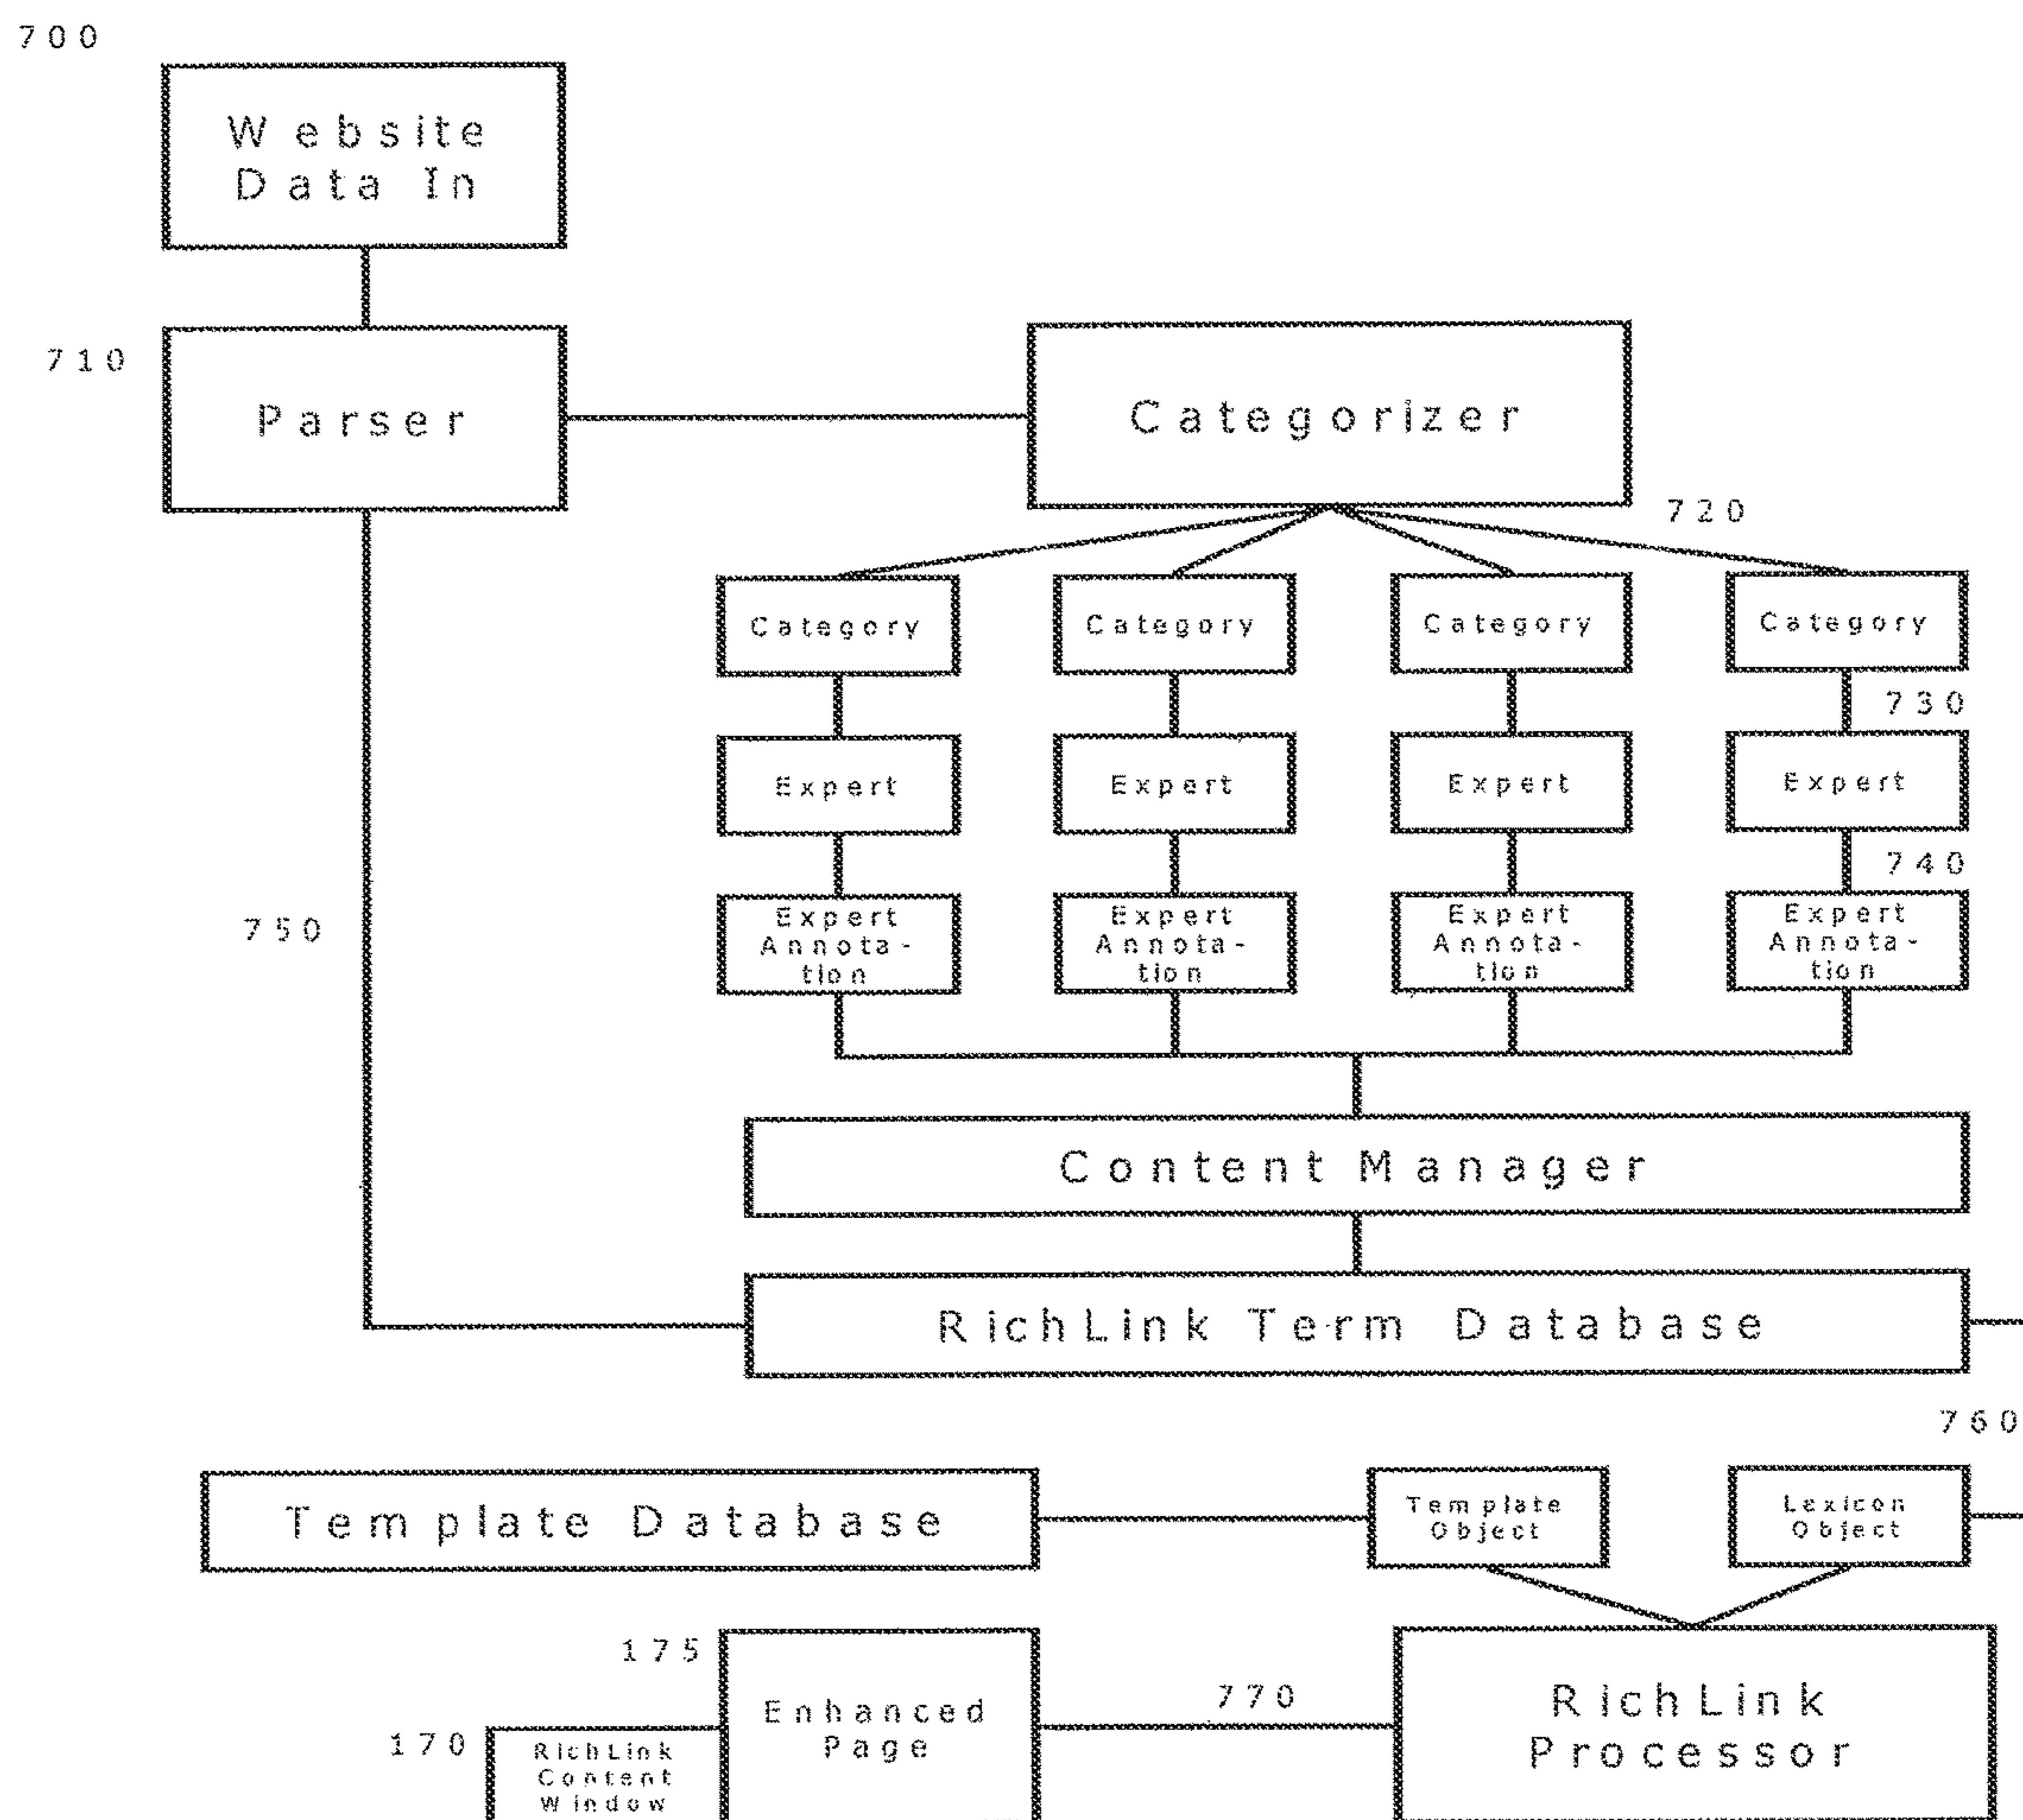 700
Website
Data In
710
Parser
Categorizer
720
Category
Category
Category
Category
730
Expert
Expert
Expert
Expert
740
Expert
Annota-
tion
Expert
Annota-
tion
Expert
Annota-
tion
Expert
Annota-
tion
750
Content Manager
RichLink Term Database
760
Template Database
Template
Object
Lexicon
Object
175
Enhanced
Page
770
RichLink
Processor
170
RichLink
Content
Window